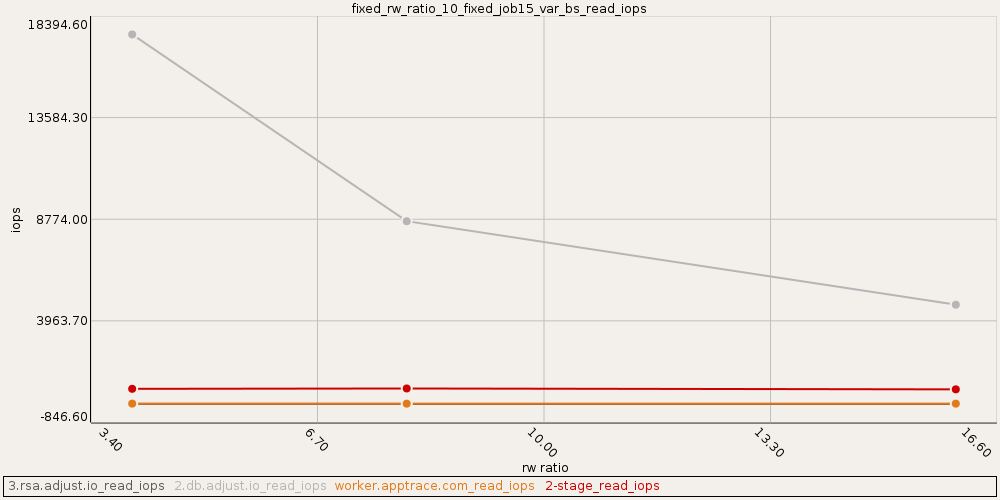 fixed_rw_ratio_10_fixed_job15_var_bs_read_iops
18394.60
13584.30
8774.00
3963.70
-846.60
iops
3.40
6.70
10.00
13.30
16.60
rw ratio
3.rsa.adjust.io_read_iops 2.db.adjust.io_read_iops worker.apptrace.com_read_iops 2-stage_read_iops